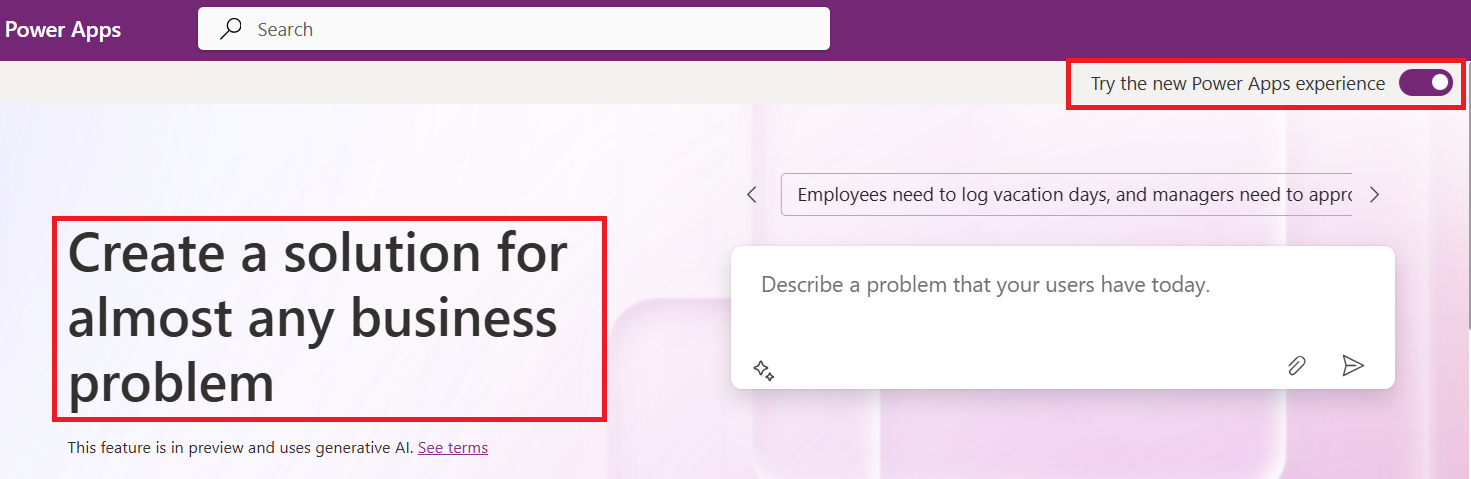 Power Apps
Search
Try the new Power Apps experience
Employees need to log vacation days, and managers need to appro
Create a solution for
almost any business
problem
Describe a problem that your users have today.
This feature is in preview and uses generative AI. See terms